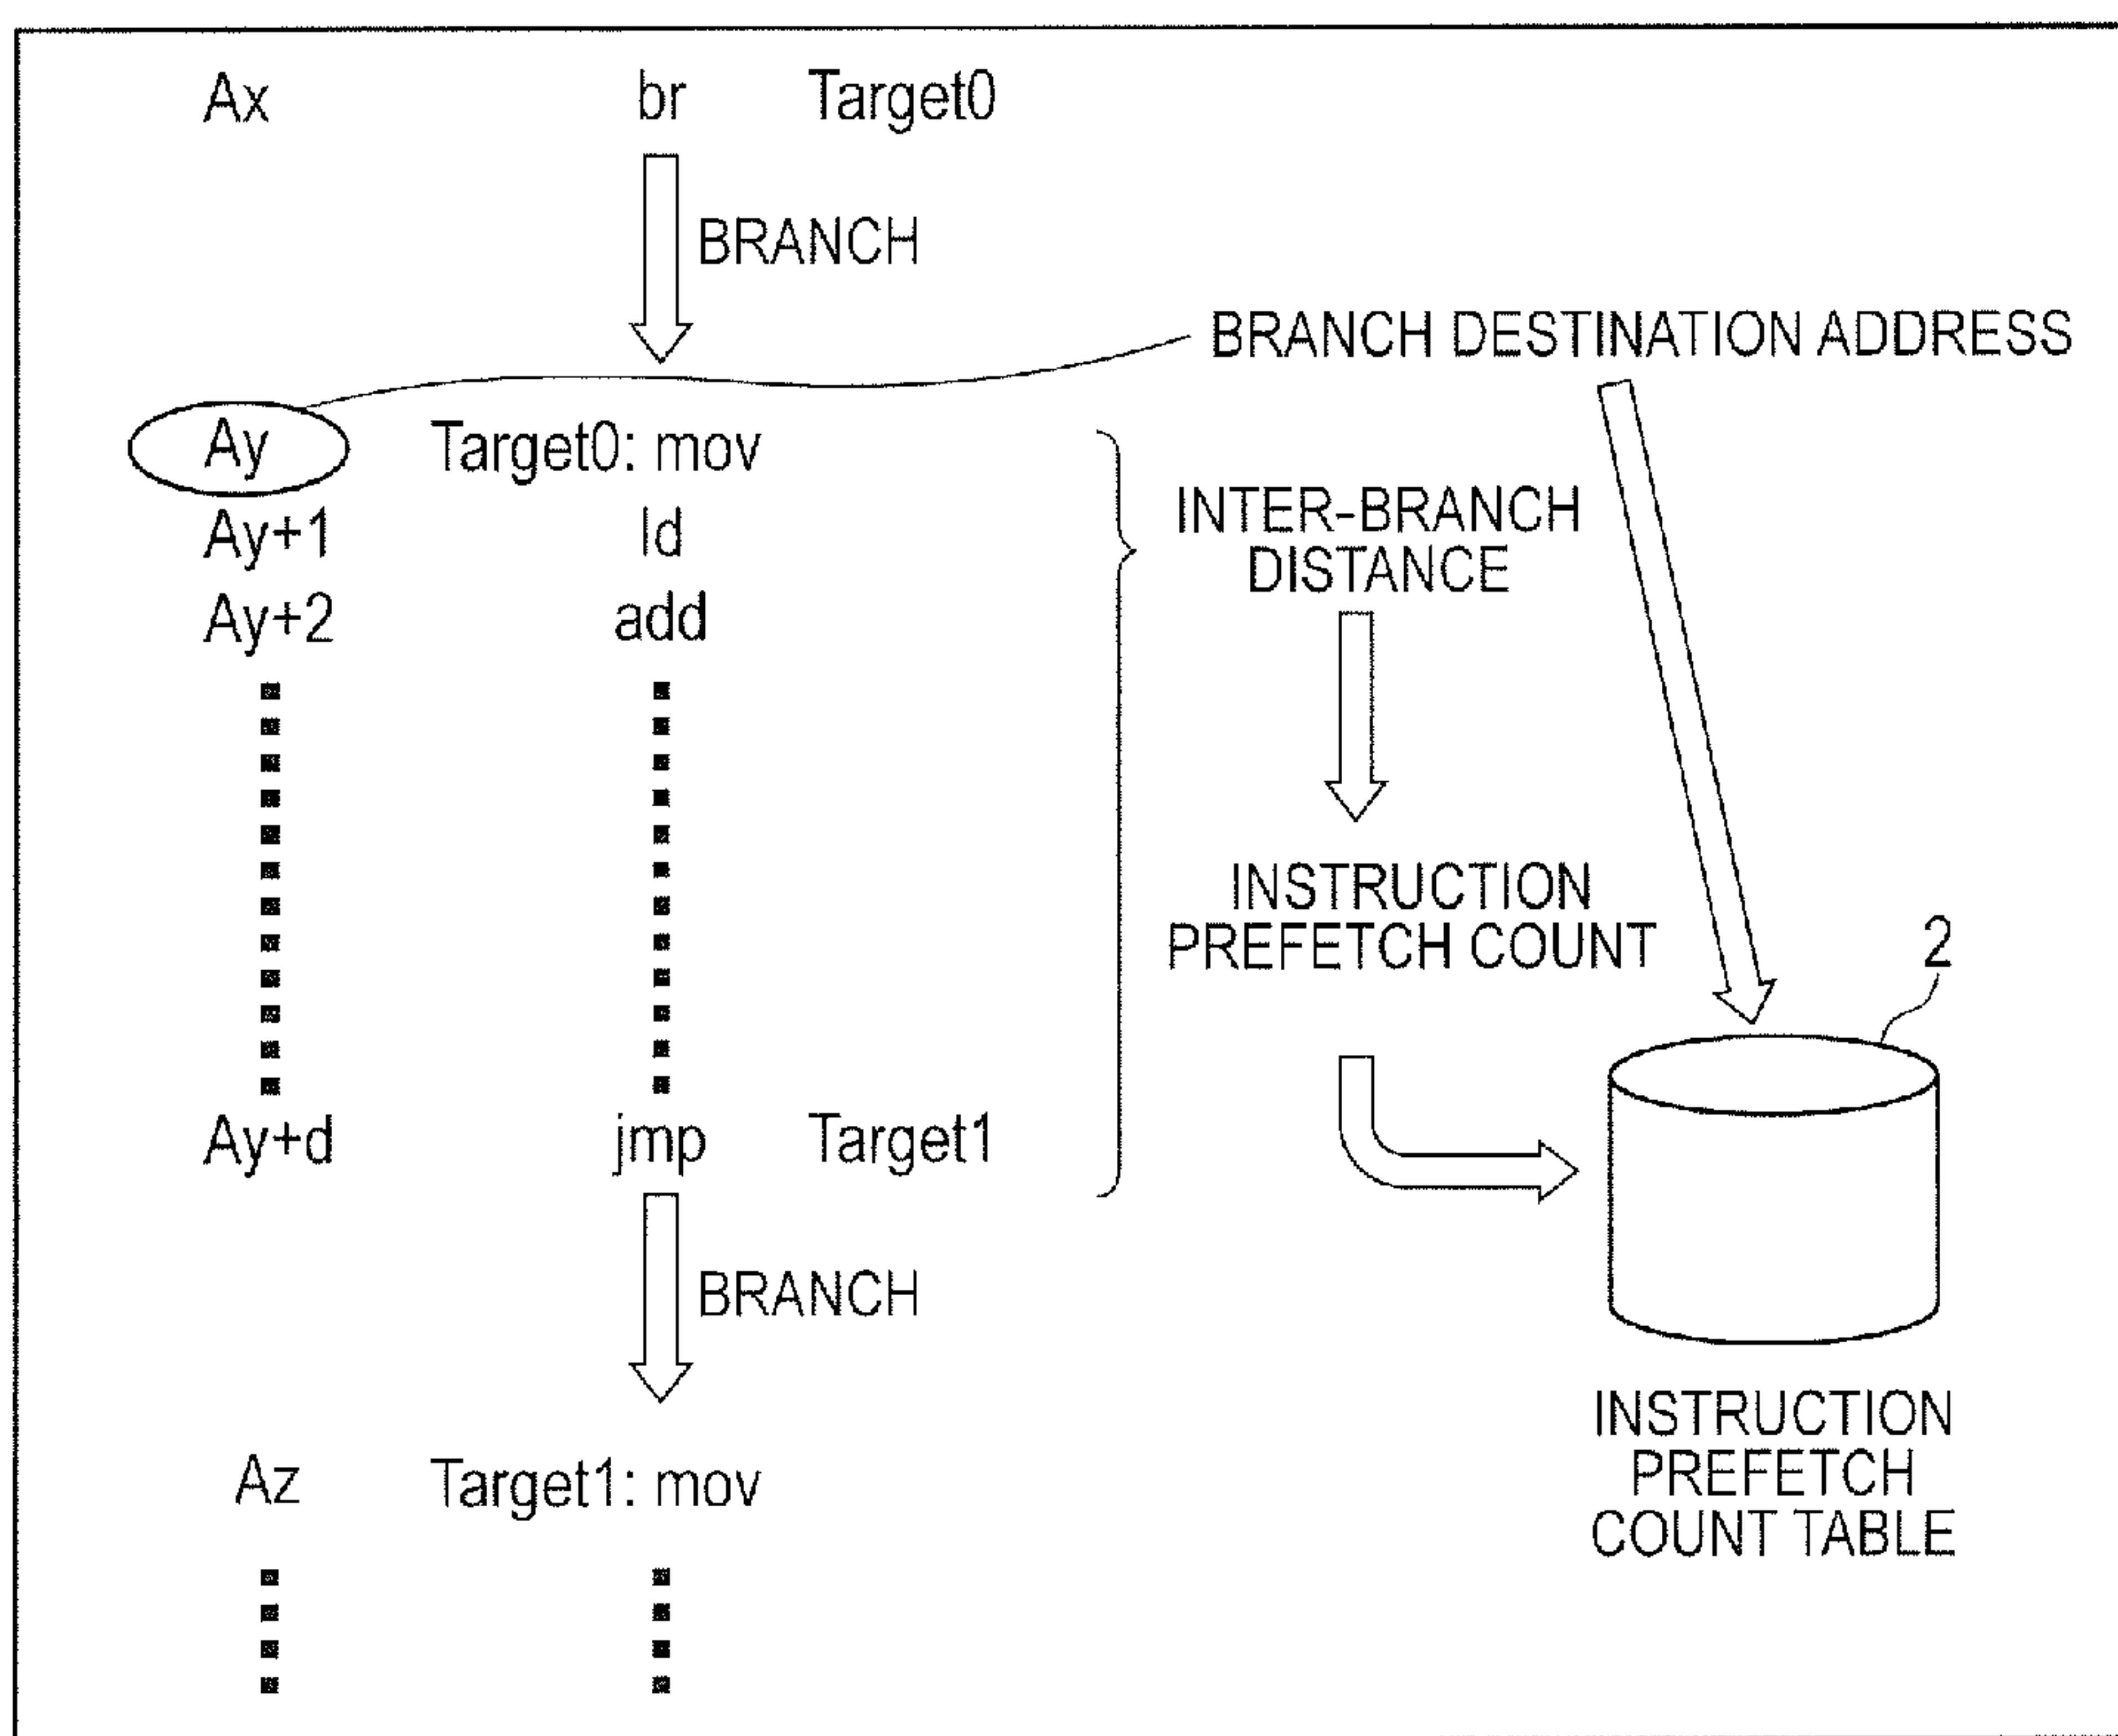 Ax br Target0
BRANCH
BRANCH DESTINATION ADDRESS
Ay Target0: mov
Ay+1 ld
Ay+2 add
INTER-BRANCH
DISTANCE
INSTRUCTION
PREFETCH COUNT
2
Ay+d jmp Target1
BRANCH
INSTRUCTION
PREFETCH
COUNT TABLE
Az Target1: mov